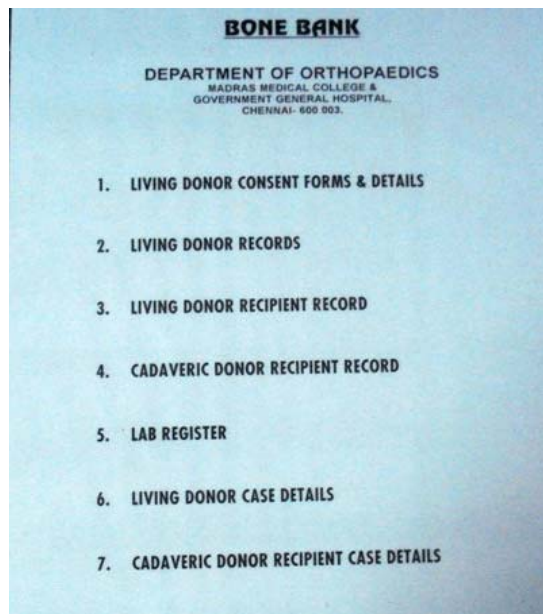 BONE BANK
DEPARTMENT OF ORTHOPAEDICS
MADRAS MEDICAL COLLEGE &
GOVERNMENT GENERAL HOSPITAL,
CHENNAI- 600 003.
1. LIVING DONOR CONSENT FORMS & DETAILS
2. LIVING DONOR RECORDS
3. LIVING DONOR RECIPIENT RECORD
4. CADAVERIC DONOR RECIPIENT RECORD
5. LAB REGISTER
6. LIVING DONOR CASE DETAILS
7. CADAVERIC DONOR RECIPIENT CASE DETAILS